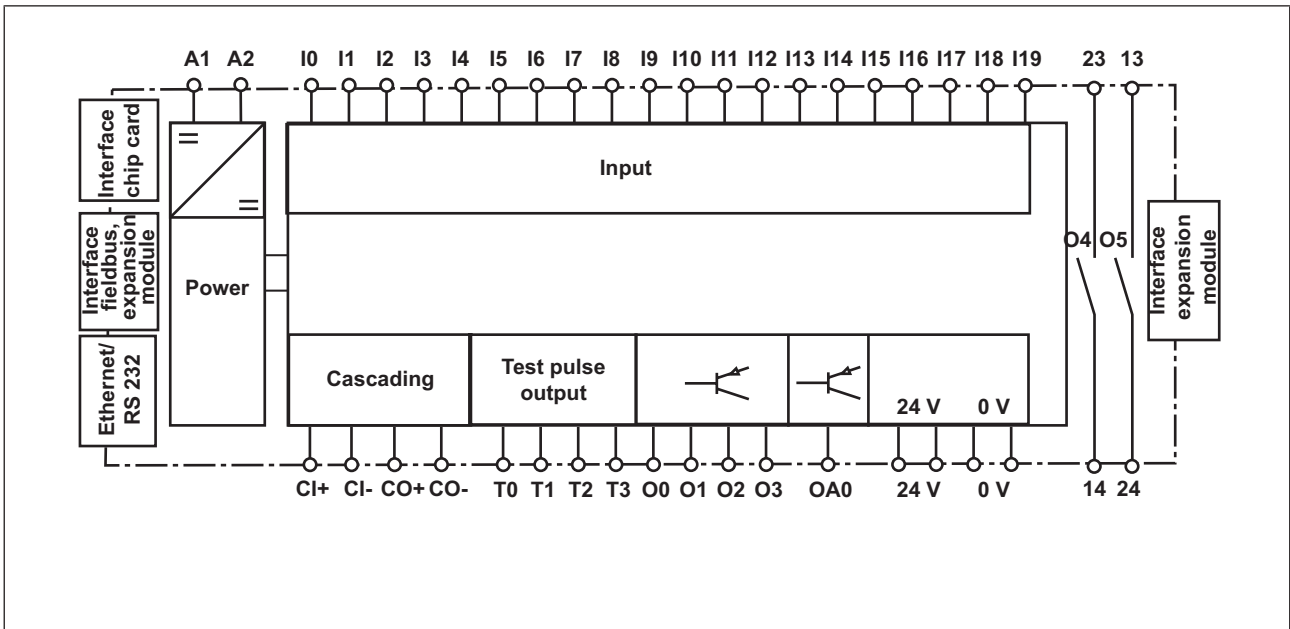 A1 A2 I0 I1 I2 I3 I4 I5 I6 I7 I8 I9 I10 I11 I12 I13 I14 I15 I16 I17 I18 I19 23 13
Interface
chip card
Input
Interface
fieldbus,
expansion
module
Power
O4 O5
Interface
expansion
module
Ethernet/
RS 232
Cascading
Test pulse
output
24 V 0 V
CI+ CI- CO+ CO- T0 T1 T2 T3 O0 O1 O2 O3 OA0 24 V 0 V 14 24